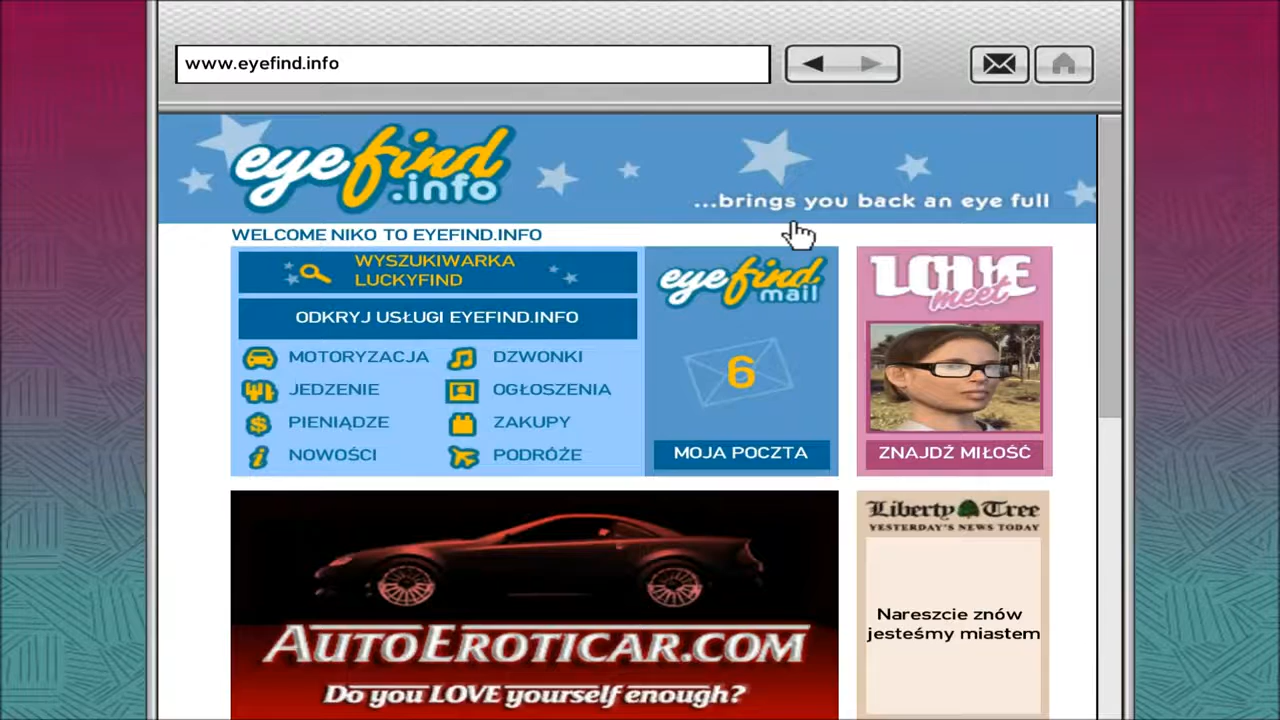 www.eyefind.info
eyefind
.info
...brings you back an eye full
WELCOME NIKO TO EYEFIND.INFO
WYSZUKIWARKA
LUCKYFIND
ODKRYJ USŁUGI EYEFIND.INFO
MOTORYZACJA
DZWONKI
JEDZENIE
OGŁOSZENIA
PIENIĄDZE
ZAKUPY
NOWOŚCI
PODRÓŻE
eyefind
mail
6
MOJA POCZTA
LOVE
meet
ZNAJDŹ MIŁOŚĆ
AUTOEROTICAR.COM
Do you LOVE yourself enough?
Liberty Tree
YESTERDAY'S NEWS TODAY
Nareszcie znów
jesteśmy miastem